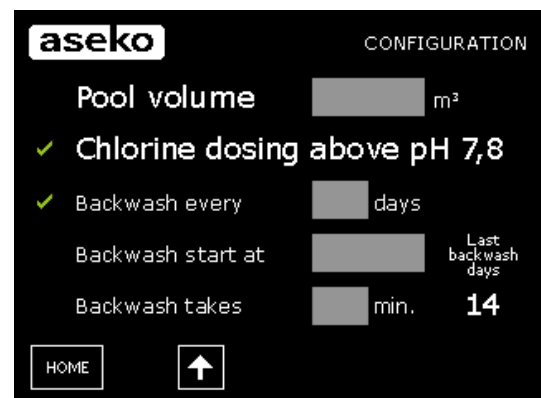 aseko
CONFIGURATION
Pool volume m³
Chlorine dosing above pH 7,8
Backwash every days
Backwash start at
Last
backwash
days
Backwash takes min. 14
HOME